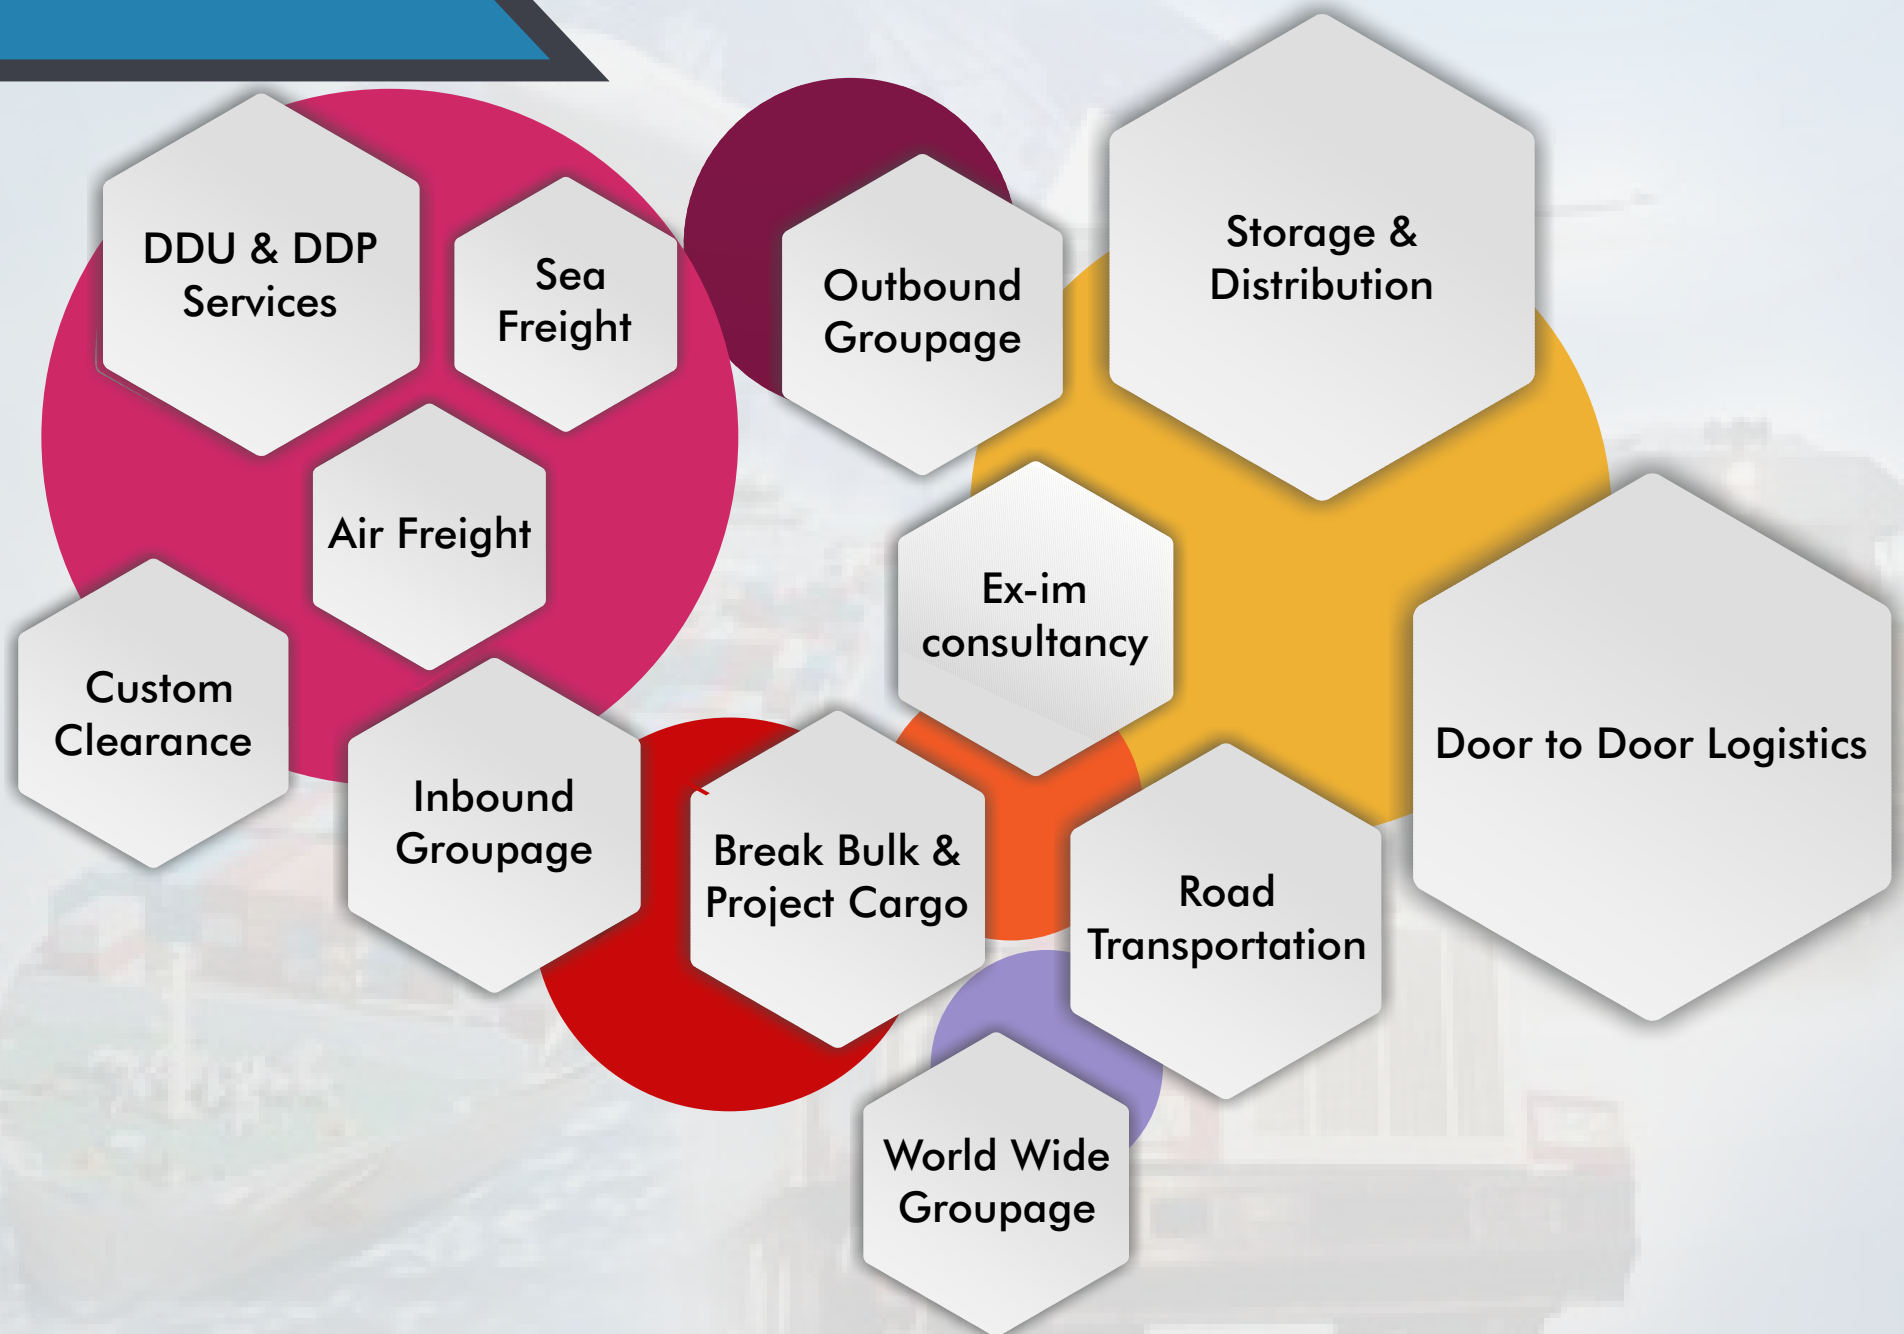 DDU & DDP
Services
Sea
Freight
Outbound
Groupage
Storage &
Distribution
Air Freight
Ex-im
consultancy
Custom
Clearance
Inbound
Groupage
Break Bulk &
Project Cargo
Road
Transportation
Door to Door Logistics
World Wide
Groupage